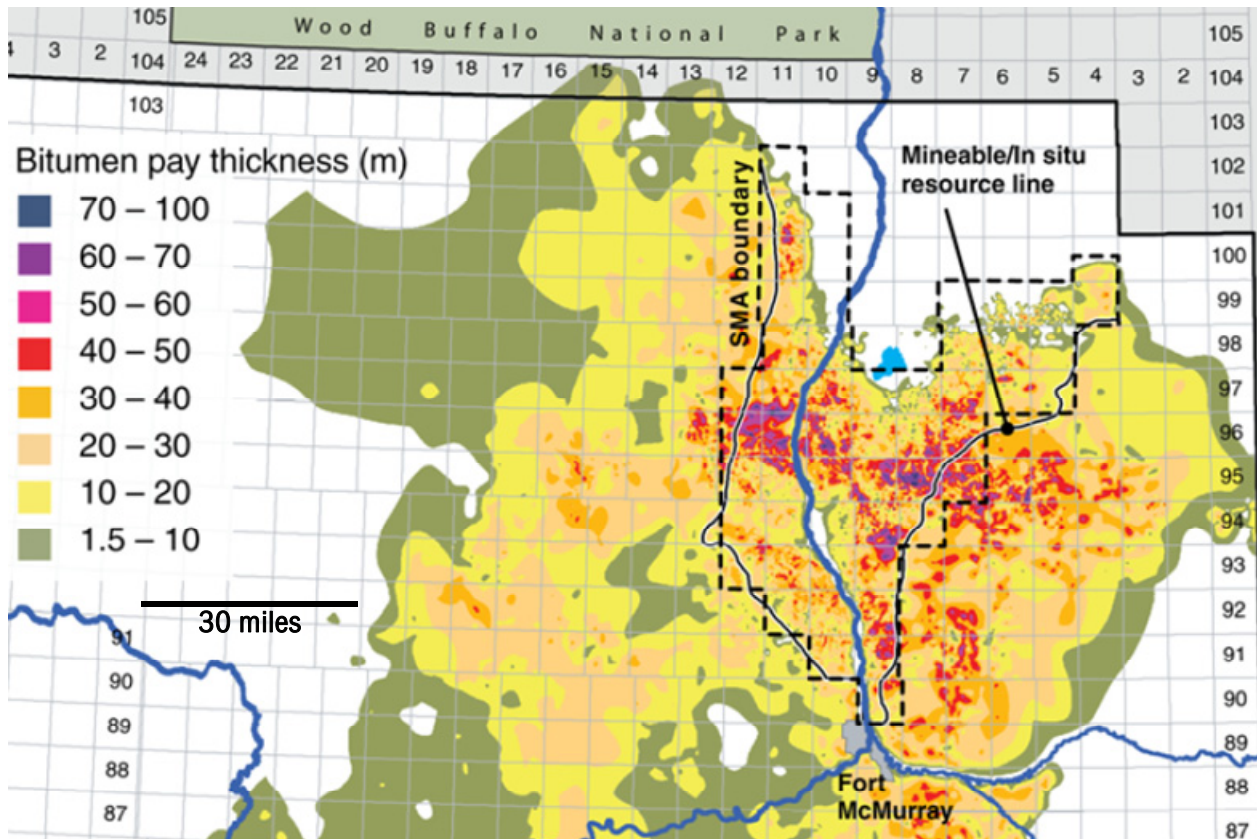 105
Wood Buffalo National Park
105
4 3 2 104 24 23 22 21 20 19 18 17 16 15 14 13 12 11 10 9 8 7 6 5 4 3 2 104
103
103
Mineable/In situ
resource line
Bitumen pay thickness (m)
102
70 – 100
101
60 – 70
SMA boundary
100
50 – 60
99
40 – 50
98
30 – 40
97
20 – 30
96
10 – 20
95
1.5 – 10
94
93
30 miles
92
91
91
90
90
89
89
88
88
Fort
McMurray
87
87